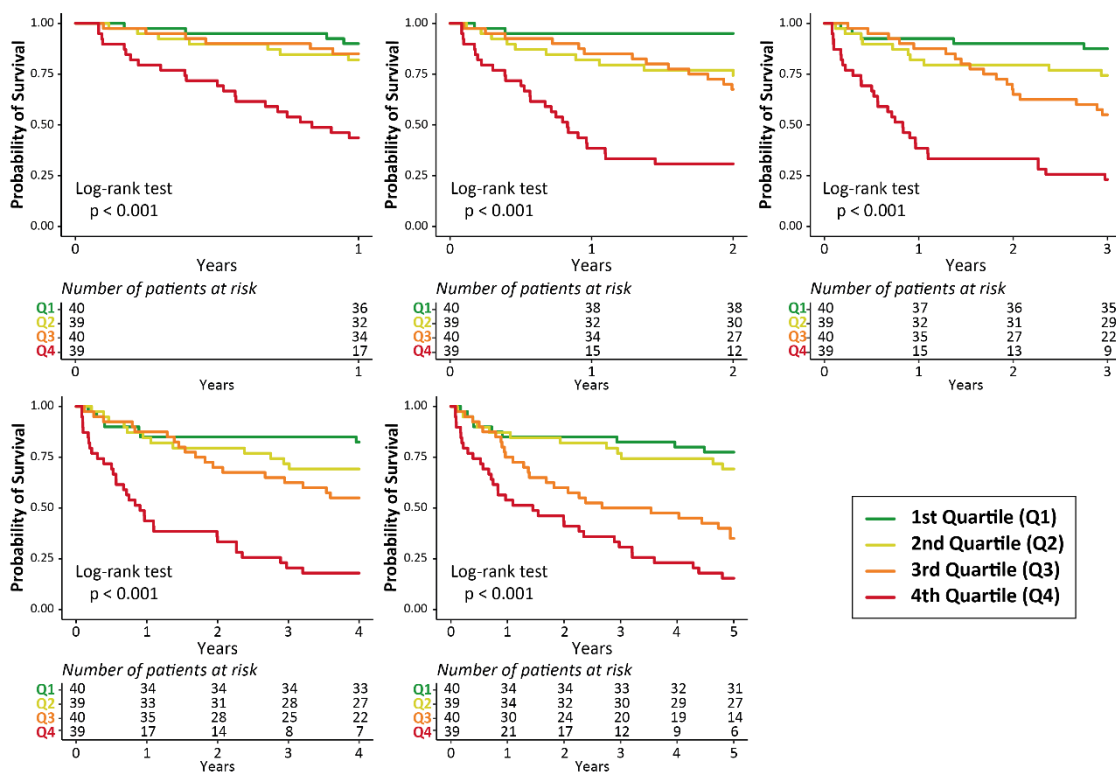 Probability of Survival
1.00
0.75
0.50
0.25
0.00
Log-rank test
p < 0.001
0 1
Years
Number of patients at risk
Q1 40 36
Q2 39 32
Q3 40 34
Q4 39 17
0 1
Years
Probability of Survival
1.00
0.75
0.50
0.25
0.00
Log-rank test
p < 0.001
0 1 2
Years
Number of patients at risk
Q1 40 38 38
Q2 39 32 30
Q3 40 34 27
Q4 39 15 12
0 1 2
Years
Probability of Survival
1.00
0.75
0.50
0.25
0.00
Log-rank test
p < 0.001
0 1 2 3
Years
Number of patients at risk
Q1 40 37 36 35
Q2 39 32 31 29
Q3 40 35 27 22
Q4 39 15 13 9
0 1 2 3
Years
Probability of Survival
1.00
0.75
0.50
0.25
0.00
Log-rank test
p < 0.001
0 1 2 3 4
Years
Number of patients at risk
Q1 40 34 34 34 33
Q2 39 33 31 28 27
Q3 40 35 28 25 22
Q4 39 17 14 8 7
0 1 2 3 4
Years
Probability of Survival
1.00
0.75
0.50
0.25
0.00
Log-rank test
p < 0.001
0 1 2 3 4 5
Years
Number of patients at risk
Q1 40 34 34 33 32 31
Q2 39 34 32 30 29 27
Q3 40 30 24 20 19 14
Q4 39 21 17 12 9 6
0 1 2 3 4 5
Years
1st Quartile (Q1)
2nd Quartile (Q2)
3rd Quartile (Q3)
4th Quartile (Q4)